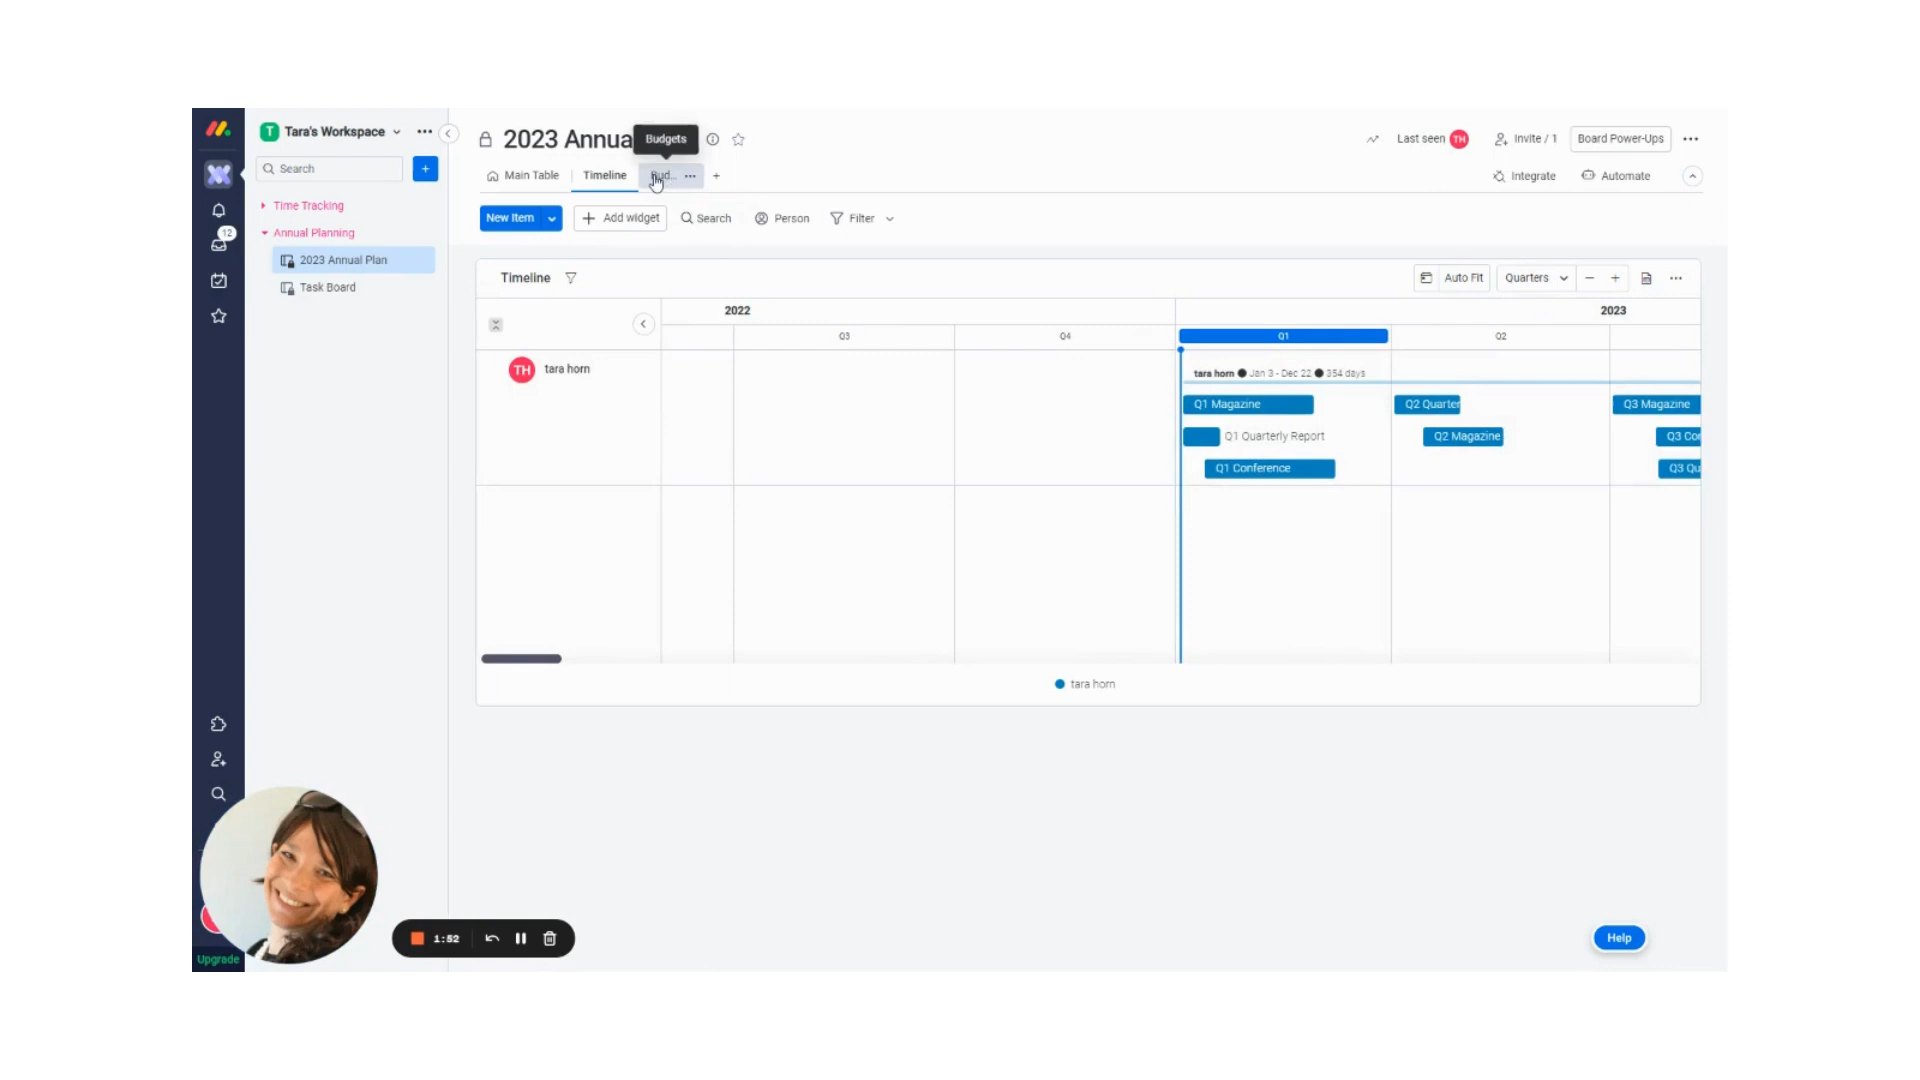 Tara's Workspace
Search
Time Tracking
Annual Planning
2023 Annual Plan
Task Board
12
Upgrade
2023 Annua
Budgets
Last seen TH
Invite / 1
Board Power-Ups
Main Table
Timeline
Bud...
Integrate
Automate
New Item
Add widget
Search
Person
Filter
Timeline
Auto Fit
Quarters
2022
2023
Q3
Q4
Q1
Q2
TH tara horn
tara horn ● Jan 3 - Dec 22 ● 354 days
Q1 Magazine
Q2 Quarter
Q3 Magazine
Q1 Quarterly Report
Q2 Magazine
Q3 Cor
Q1 Conference
Q3 Qu
tara horn
1:52
Help